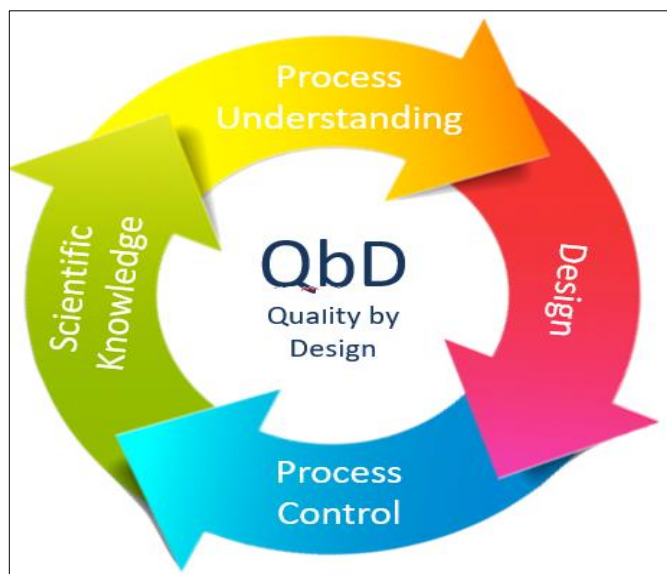 Process
Understanding
Design
Process
Control
Scientific
Knowledge
QbD
Quality by
Design